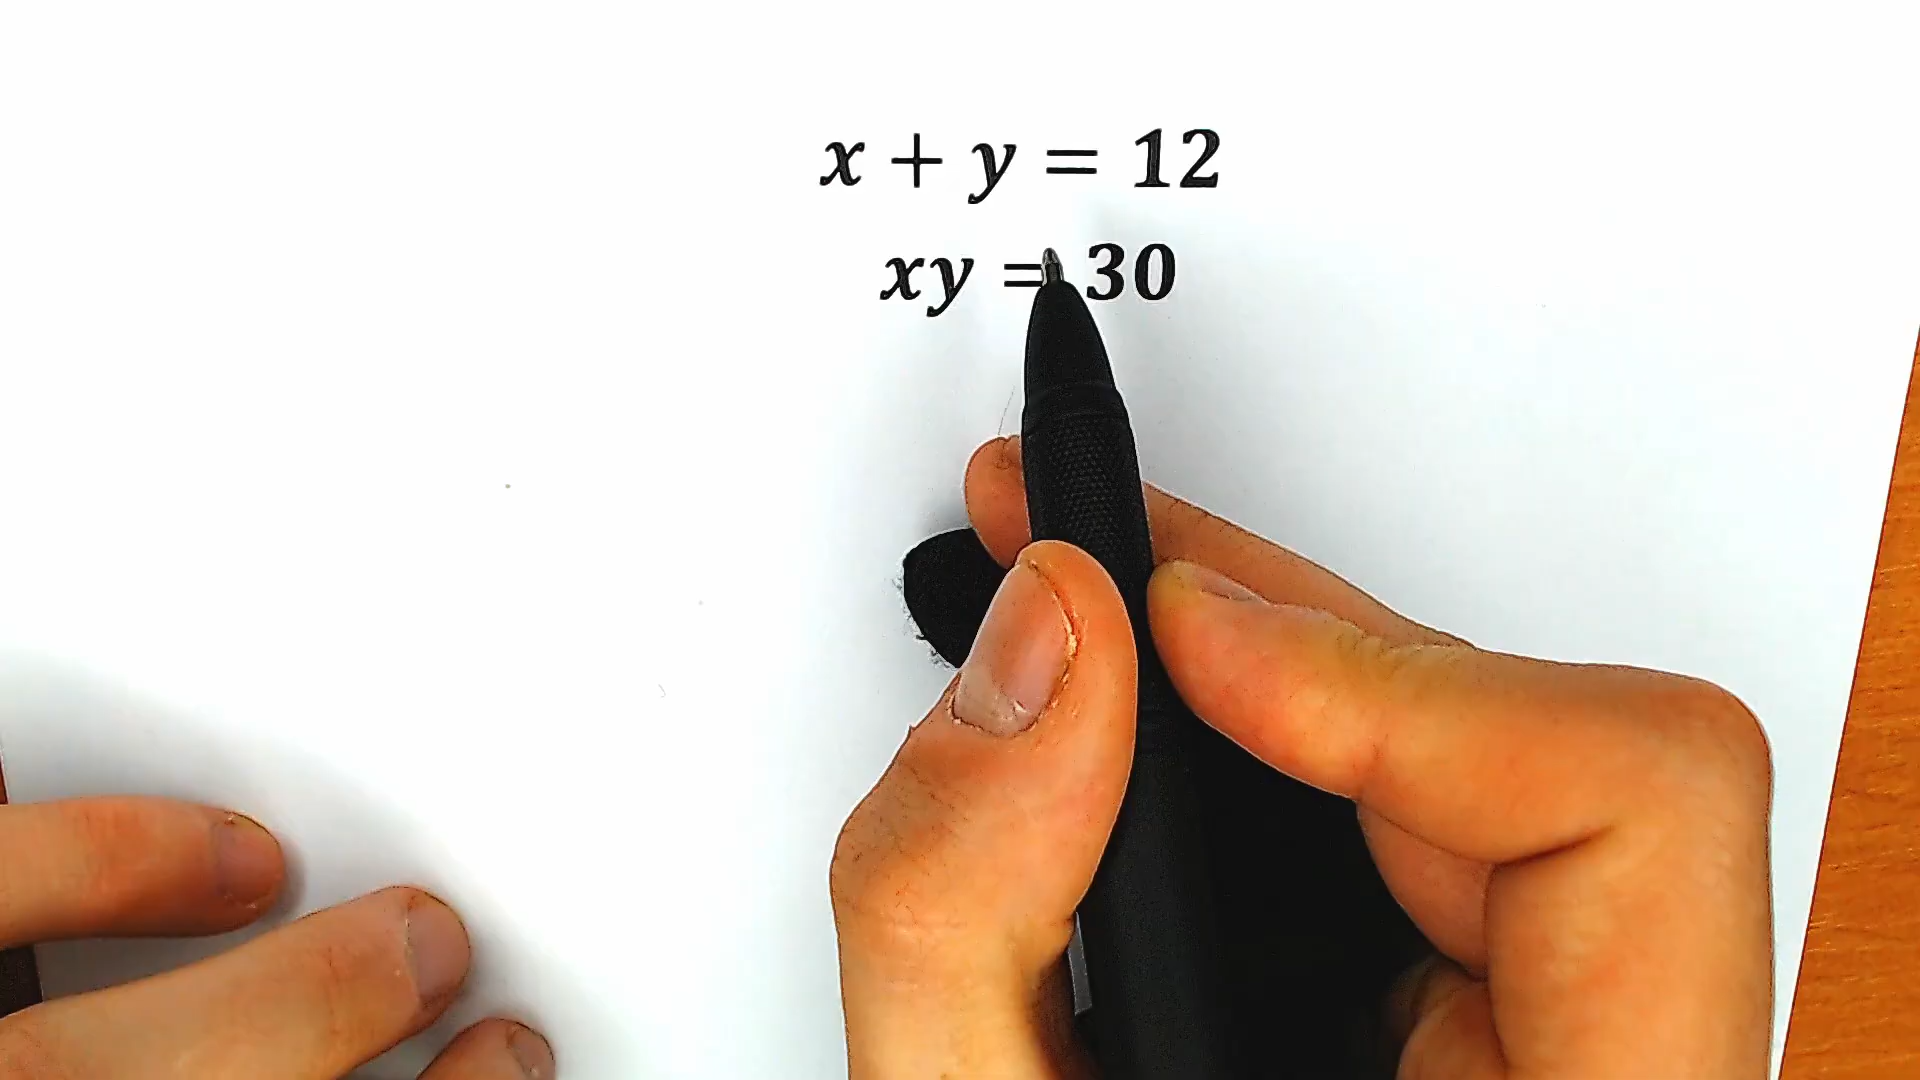 x + y = 12
xy = 30